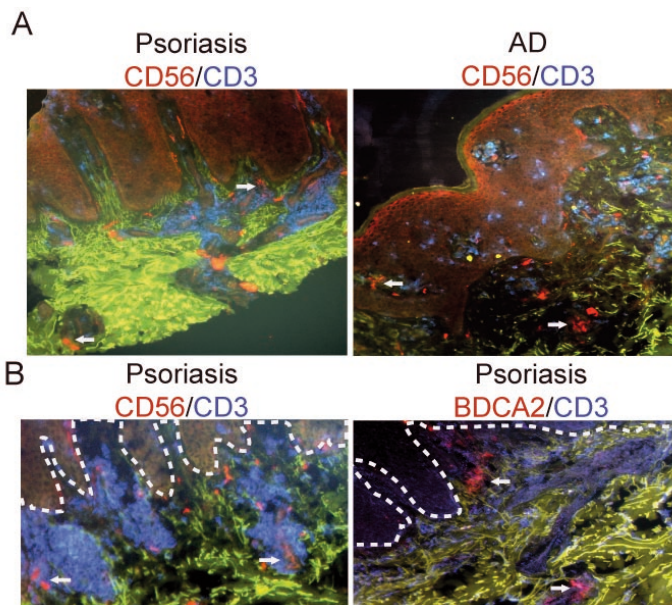 A
Psoriasis
CD56/CD3
AD
CD56/CD3
B
Psoriasis
CD56/CD3
Psoriasis
BDCA2/CD3